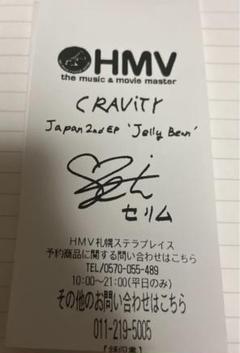 HMV
the music & movie master
CRAVITY
Japan 2nd EP 'Jelly Bean'
セリム
HMV札幌ステラプレイス
予約商品に関する問い合わせはこちら
TEL/0570-055-489
10:00～21:00(平日のみ)
その他のお問い合わせはこちら
011-219-5005